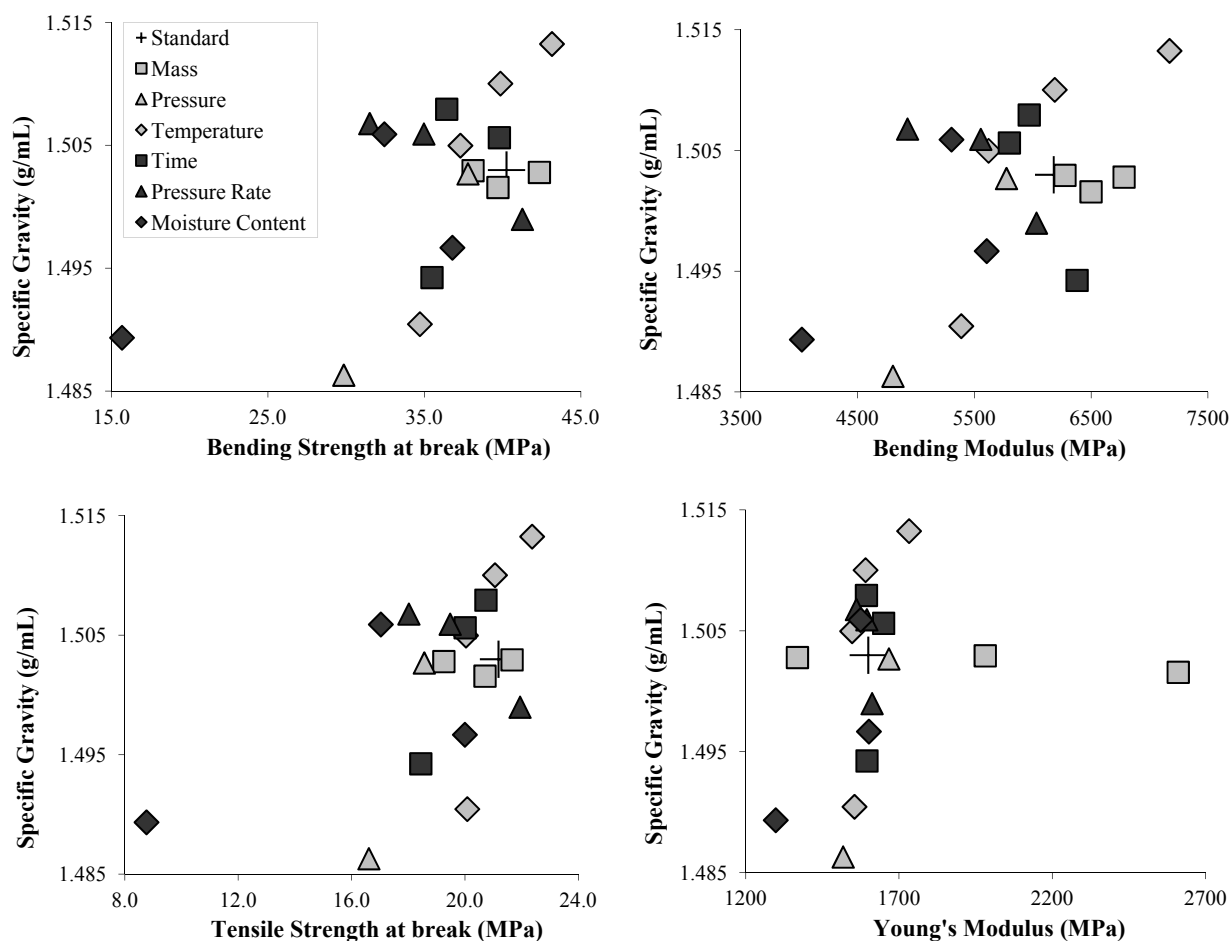 1.515
1.505
1.495
1.485
Specific Gravity (g/mL)
Standard
Mass
Pressure
Temperature
Time
Pressure Rate
Moisture Content
15.0
25.0
35.0
45.0
Bending Strength at break (MPa)
1.515
1.505
1.495
1.485
Specific Gravity (g/mL)
3500
4500
5500
6500
7500
Bending Modulus (MPa)
1.515
1.505
1.495
1.485
Specific Gravity (g/mL)
8.0
12.0
16.0
20.0
24.0
Tensile Strength at break (MPa)
1.515
1.505
1.495
1.485
Specific Gravity (g/mL)
1200
1700
2200
2700
Young's Modulus (MPa)